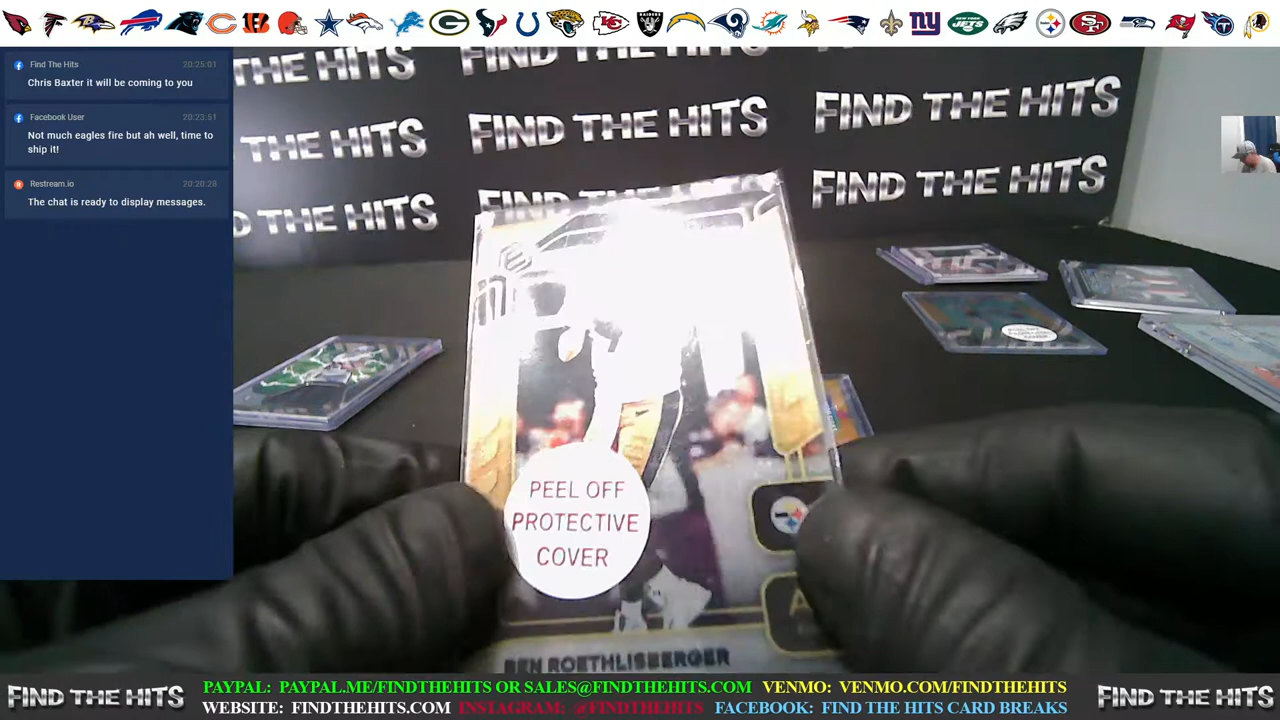 Find The Hits 20:25:01
Chris Baxter it will be coming to you
Facebook User 20:23:51
Not much eagles fire but ah well, time to
ship it!
Restream.io 20:20:28
The chat is ready to display messages.
THE HITS FIND THE HITS FIND THE HITS
THE HITS FIND THE HITS FIND THE HITS
D THE HITS FIND THE HITS
PEEL OFF
PROTECTIVE
COVER
BEN ROETHLISBERGER
FIND THE HITS
PAYPAL: PAYPAL.ME/FINDTHEHITS OR SALES@FINDTHEHITS.COM VENMO: VENMO.COM/FINDTHEHITS
WEBSITE: FINDTHEHITS.COM INSTAGRAM: @FINDTHEHITS FACEBOOK: FIND THE HITS CARD BREAKS
FIND THE HITS